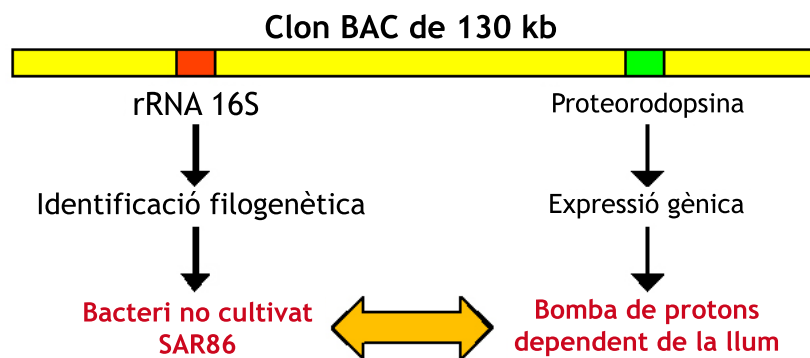 Clon BAC de 130 kb
rRNA 16S
Proteorodopsina
Identificació filogenètica
Expressió gènica
Bacteri no cultivat
SAR86
Bomba de protons
dependent de la llum